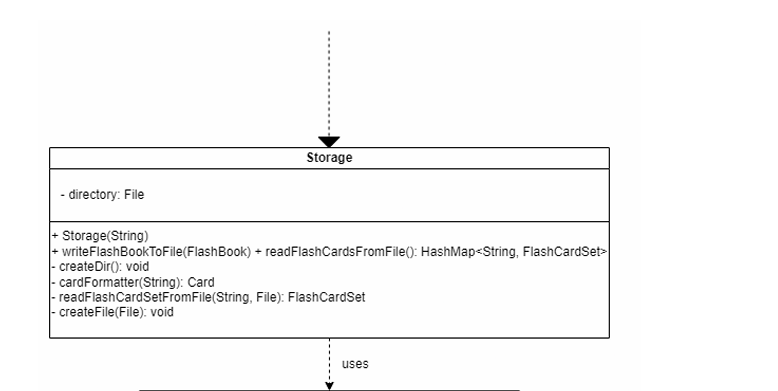 Storage
- directory: File
+ Storage(String)
+ writeFlashBookToFile(FlashBook) + readFlashCardsFromFile(): HashMap<String, FlashCardSet>
- createDir(): void
- cardFormatter(String): Card
- readFlashCardSetFromFile(String, File): FlashCardSet
- createFile(File): void
uses